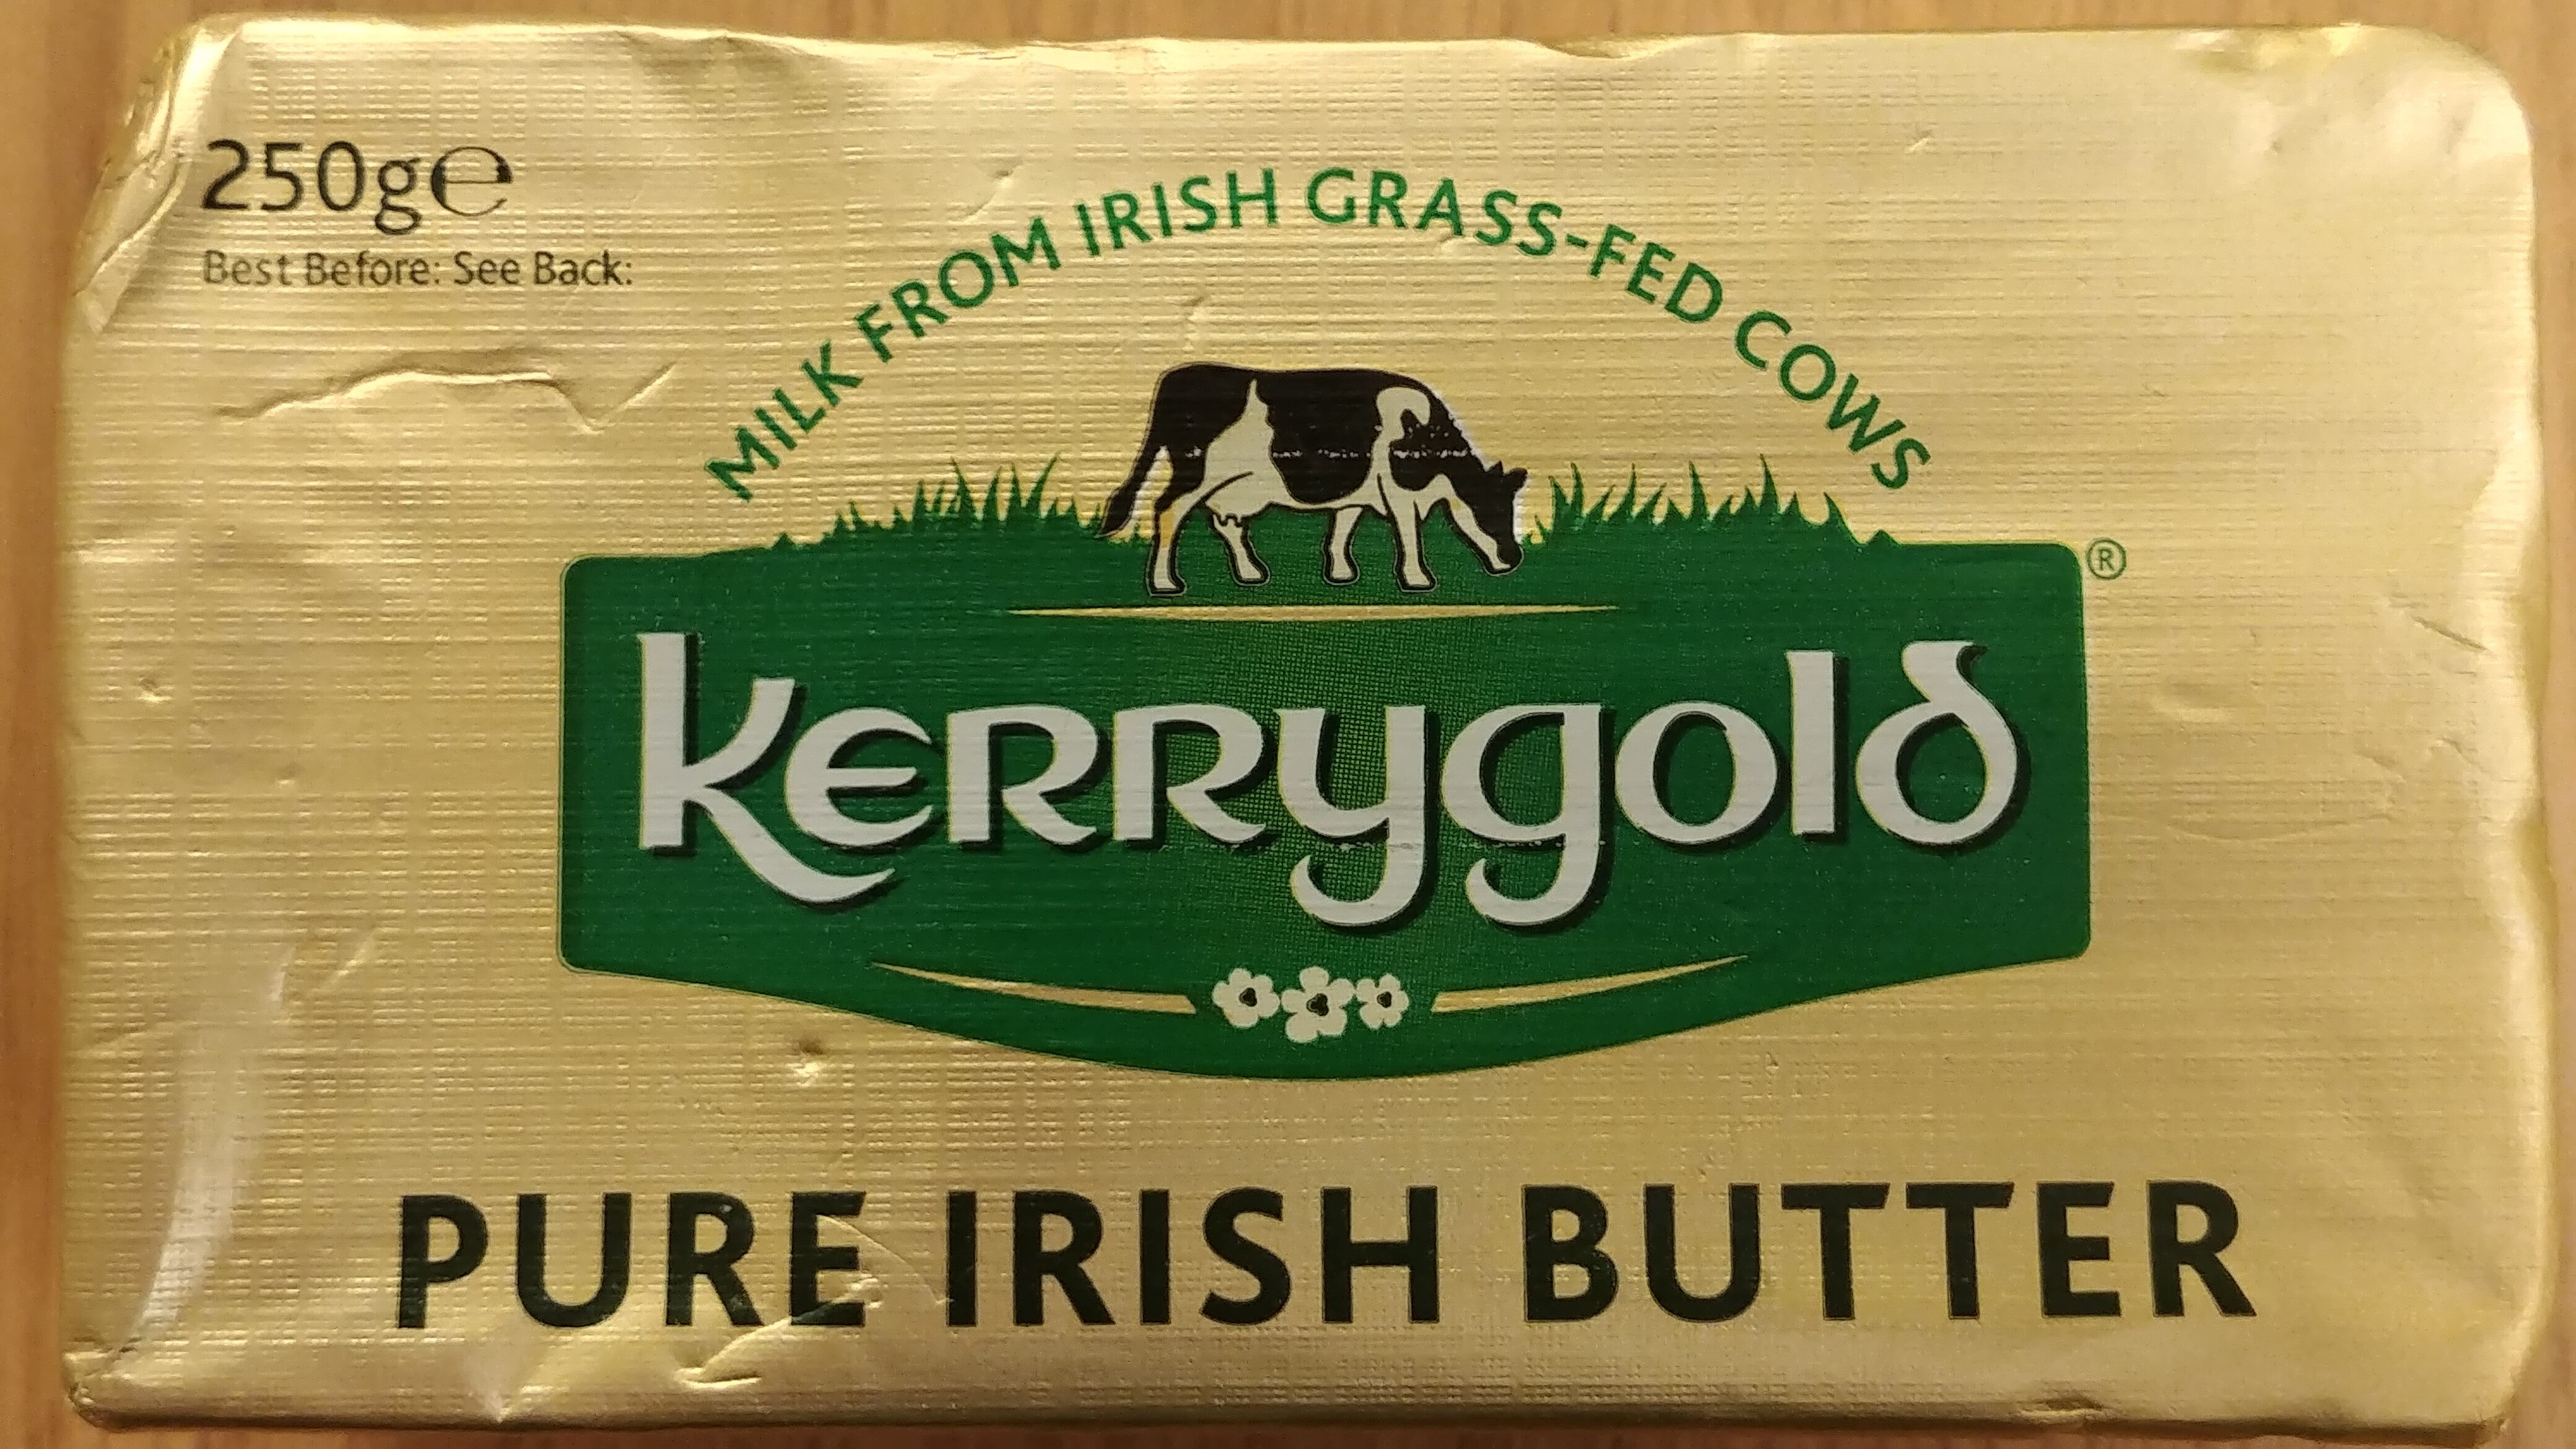 250g℮
Best Before: See Back:
MILK FROM IRISH GRASS-FED COWS
Kerrygold®
PURE IRISH BUTTER